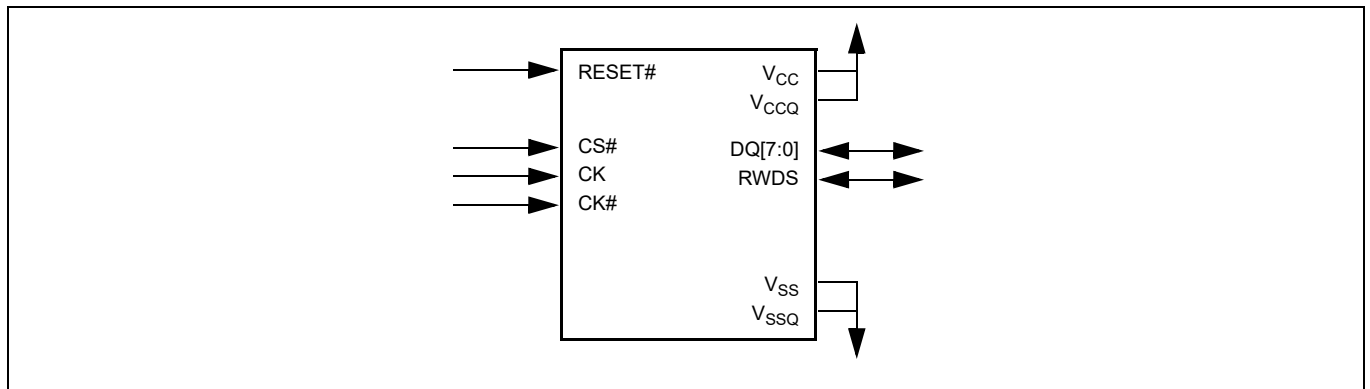 RESET#
CS#
CK
CK#
VCC
VCCQ
DQ[7:0]
RWDS
VSS
VSSQ